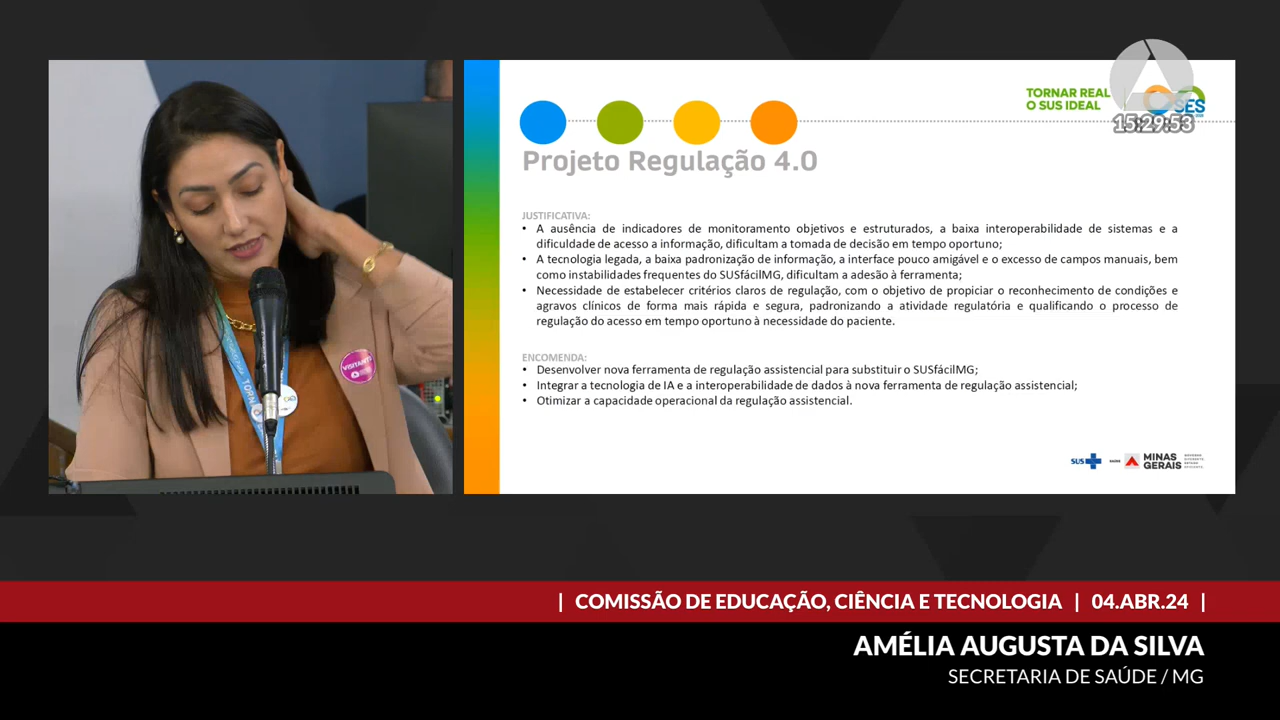 TORNAR REAL
O SUS IDEAL
SES
15:29:53
Projeto Regulação 4.0
JUSTIFICATIVA:
• A ausência de indicadores de monitoramento objetivos e estruturados, a baixa interoperabilidade de sistemas e a
dificuldade de acesso a informação, dificultam a tomada de decisão em tempo oportuno;
• A tecnologia legada, a baixa padronização de informação, a interface pouco amigável e o excesso de campos manuais, bem
como instabilidades frequentes do SUSfácilMG, dificultam a adesão à ferramenta;
• Necessidade de estabelecer critérios claros de regulação, com o objetivo de propiciar o reconhecimento de condições e
agravos clínicos de forma mais rápida e segura, padronizando a atividade regulatória e qualificando o processo de
regulação do acesso em tempo oportuno à necessidade do paciente.
ENCOMENDA:
• Desenvolver nova ferramenta de regulação assistencial para substituir o SUSfácilMG;
• Integrar a tecnologia de IA e a interoperabilidade de dados à nova ferramenta de regulação assistencial;
• Otimizar a capacidade operacional da regulação assistencial.
SUS
SAÚDE
MINAS
GERAIS
VISITANTE
| COMISSÃO DE EDUCAÇÃO, CIÊNCIA E TECNOLOGIA | 04.ABR.24 |
AMÉLIA AUGUSTA DA SILVA
SECRETARIA DE SAÚDE / MG